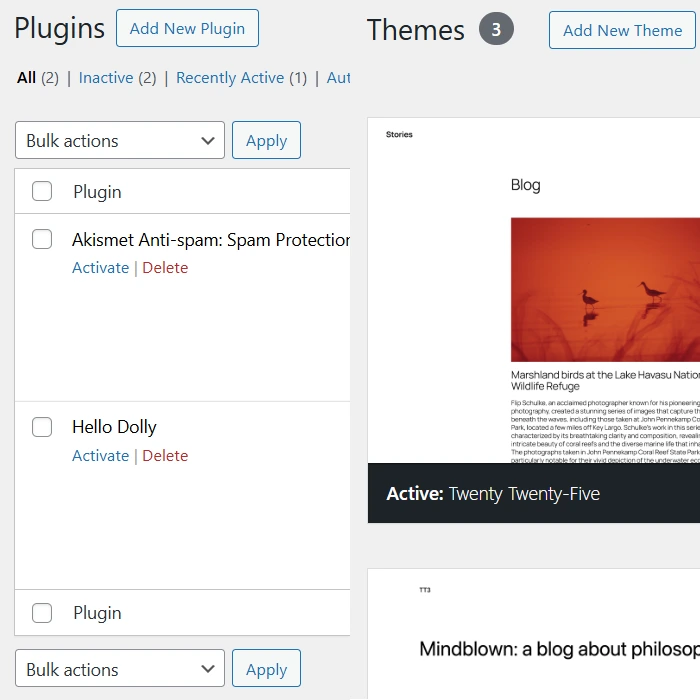 Plugins Add New Plugin
All (2) | Inactive (2) | Recently Active (1) | Aut
Bulk actions Apply
Plugin
Akismet Anti-spam: Spam Protection
Activate | Delete
Hello Dolly
Activate | Delete
Plugin
Bulk actions Apply
Themes 3 Add New Theme
Stories
Blog
Marshland birds at the Lake Havasu Nation
Wildlife Refuge
Flip Schulke, an acclaimed photographer known for his pioneering
photography, created a stunning series of images that capture th
beneath the waves, including those taken at John Pennekamp Co
Park, located a few miles off Key Largo. Schulke's work in this serie
characterized by its breathtaking clarity and composition, revealin
intricate beauty of coral reefs and the diverse marine life that inha
The photographs taken in John Pennekamp Coral Reef State Park
particularly notable for their vivid depiction of the underwater eco
Active: Twenty Twenty-Five
TT3
Mindblown: a blog about philosop